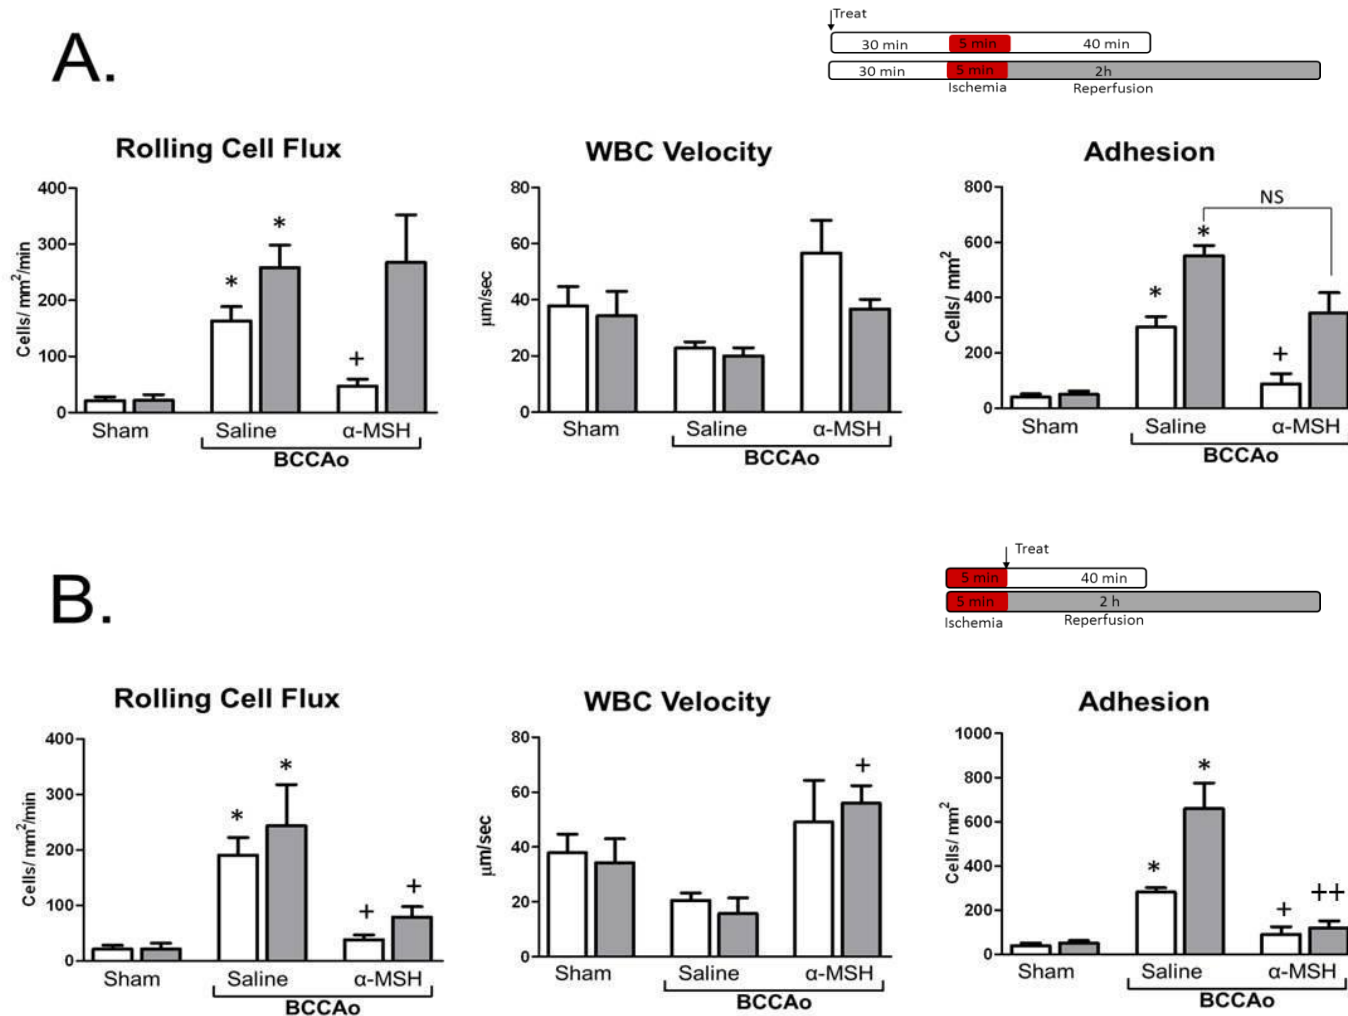 A.
Treat
30 min 5 min 40 min
30 min 5 min 2h
Ischemia Reperfusion
Rolling Cell Flux
400
300
200
100
0
Cells/ mm²/min
* * +
Sham Saline α-MSH
BCCAo
WBC Velocity
80
60
40
20
0
µm/sec
Sham Saline α-MSH
BCCAo
Adhesion
800
600
400
200
0
Cells/ mm²
* * + NS
Sham Saline α-MSH
BCCAo
B.
Treat
5 min 40 min
5 min 2 h
Ischemia Reperfusion
Rolling Cell Flux
400
300
200
100
0
Cells/ mm²/min
* * + +
Sham Saline α-MSH
BCCAo
WBC Velocity
80
60
40
20
0
µm/sec
+
Sham Saline α-MSH
BCCAo
Adhesion
1000
800
600
400
200
0
Cells/ mm²
* * + ++
Sham Saline α-MSH
BCCAo